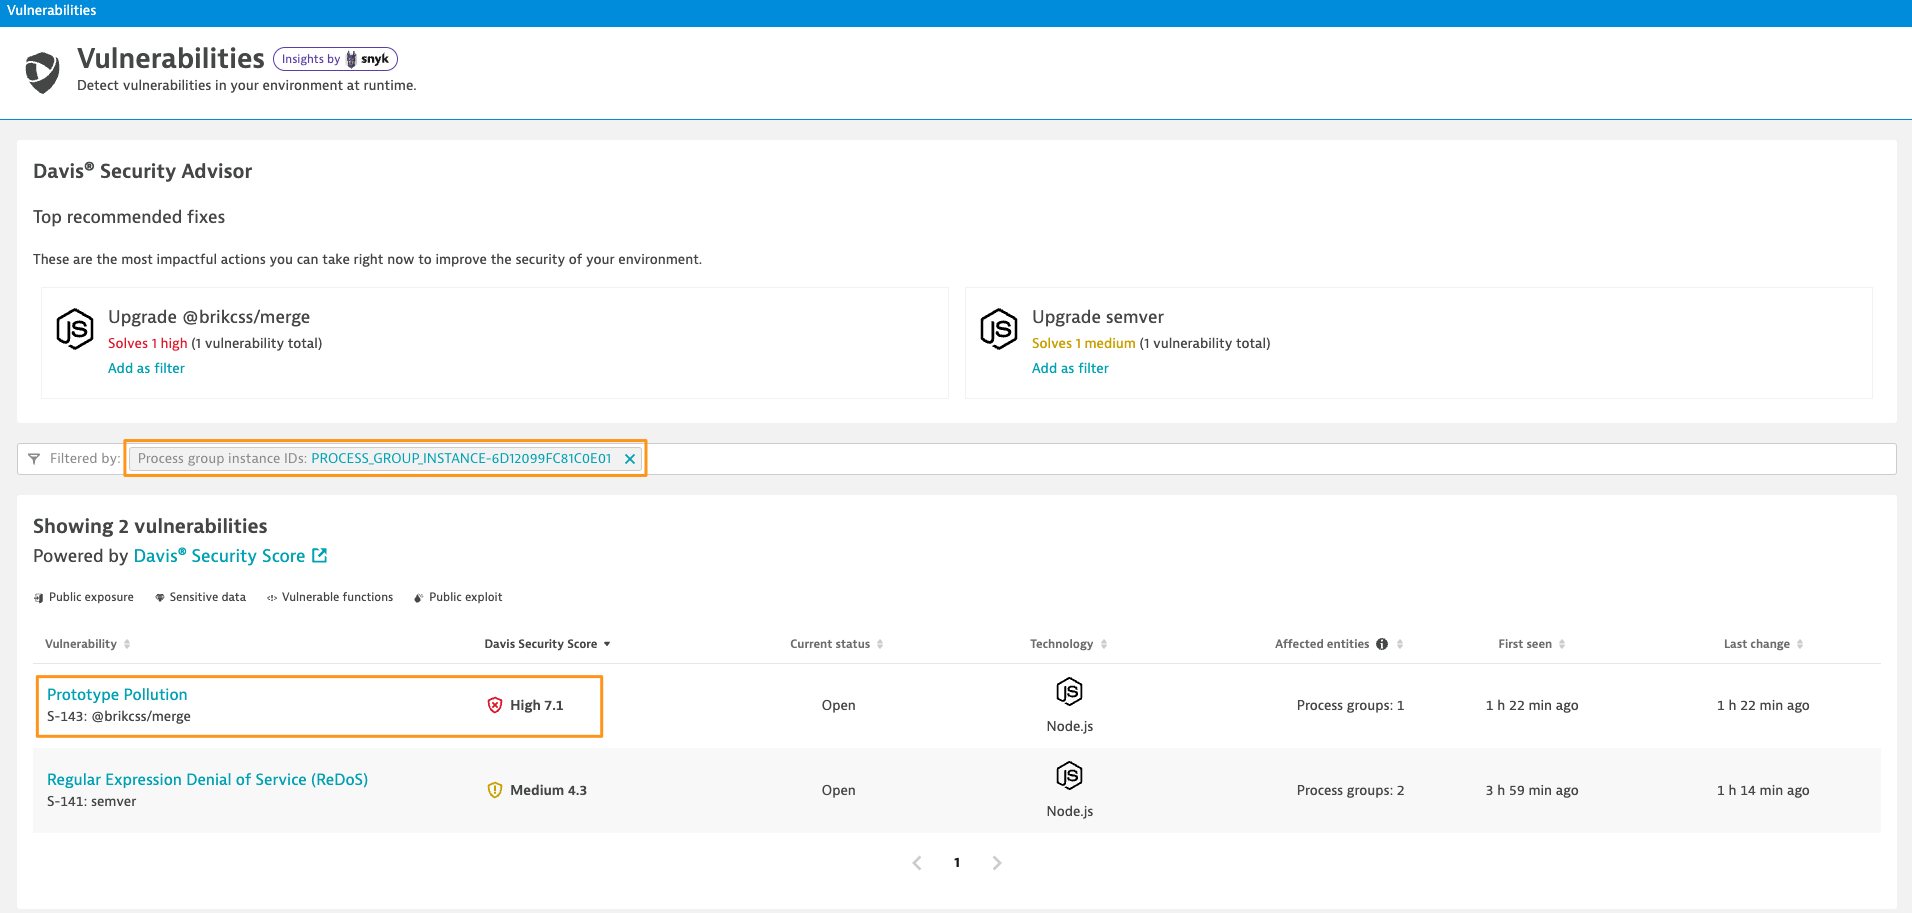 Vulnerabilities
Vulnerabilities Insights by snyk
Detect vulnerabilities in your environment at runtime.
Davis® Security Advisor
Top recommended fixes
These are the most impactful actions you can take right now to improve the security of your environment.
JS Upgrade @brikcss/merge
Solves 1 high (1 vulnerability total)
Add as filter
JS Upgrade semver
Solves 1 medium (1 vulnerability total)
Add as filter
Filtered by: Process group instance IDs: PROCESS_GROUP_INSTANCE-6D12099FC81C0E01
Showing 2 vulnerabilities
Powered by Davis® Security Score
Public exposure Sensitive data Vulnerable functions Public exploit
Vulnerability Davis Security Score Current status Technology Affected entities First seen Last change
Prototype Pollution
S-143: @brikcss/merge
High 7.1
Open
JS
Node.js
Process groups: 1
1 h 22 min ago
1 h 22 min ago
Regular Expression Denial of Service (ReDoS)
S-141: semver
Medium 4.3
Open
JS
Node.js
Process groups: 2
3 h 59 min ago
1 h 14 min ago
1